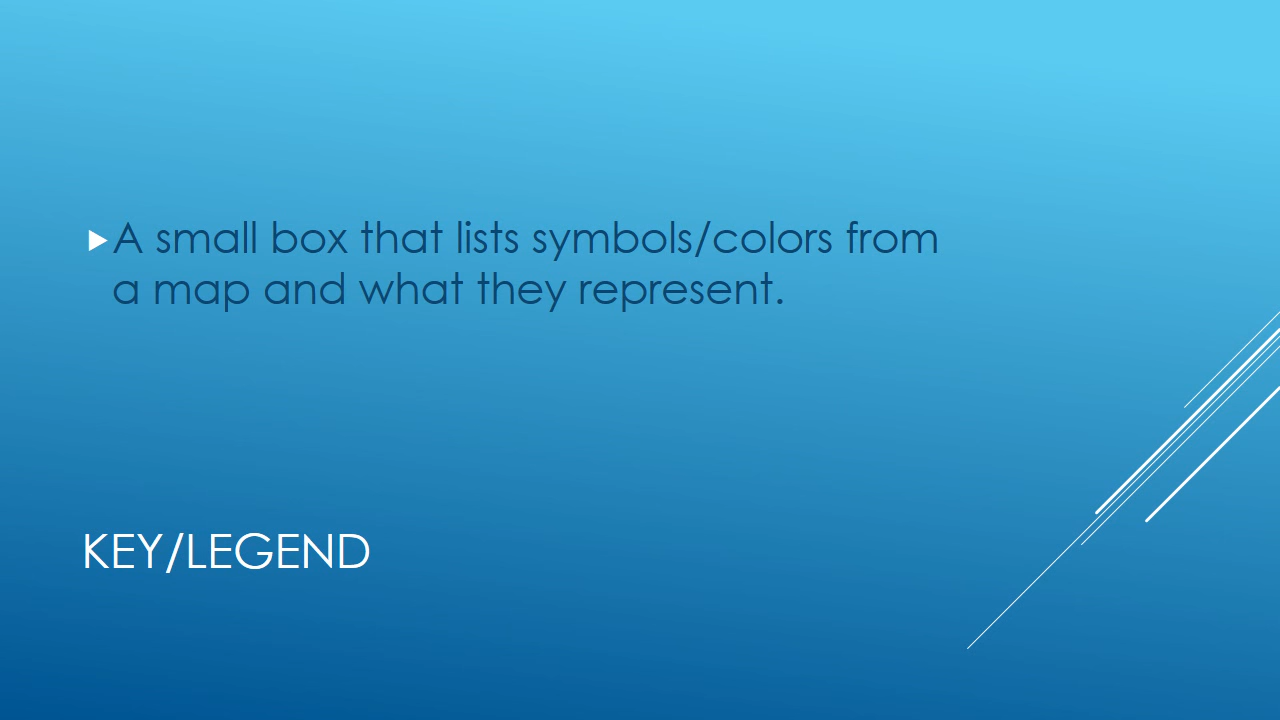 A small box that lists symbols/colors from
a map and what they represent.
KEY/LEGEND